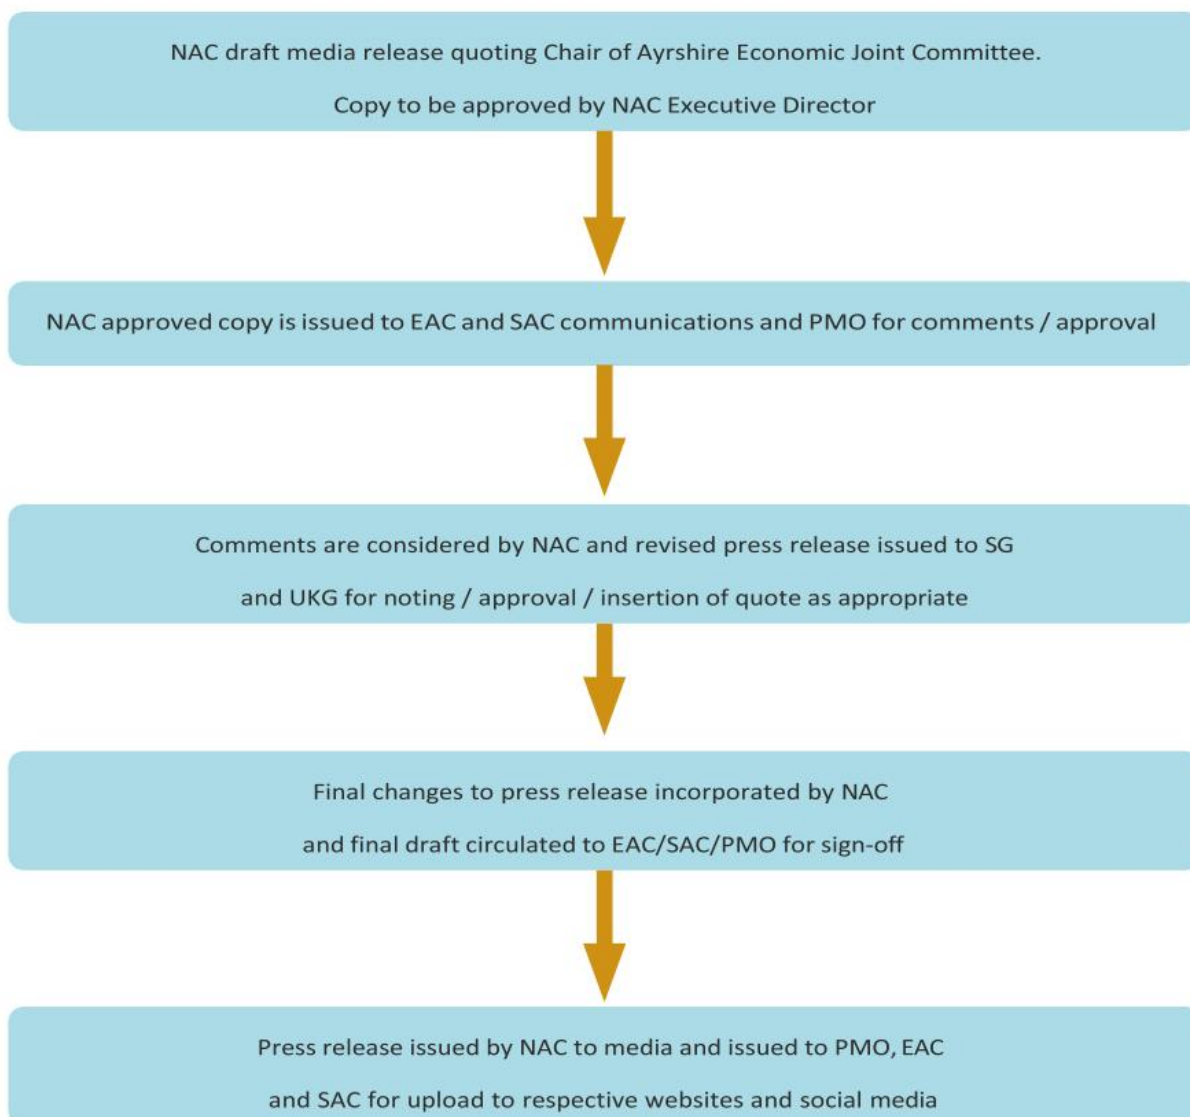 NAC draft media release quoting Chair of Ayrshire Economic Joint Committee.
Copy to be approved by NAC Executive Director
NAC approved copy is issued to EAC and SAC communications and PMO for comments / approval
Comments are considered by NAC and revised press release issued to SG
and UKG for noting / approval / insertion of quote as appropriate
Final changes to press release incorporated by NAC
and final draft circulated to EAC/SAC/PMO for sign-off
Press release issued by NAC to media and issued to PMO, EAC
and SAC for upload to respective websites and social media